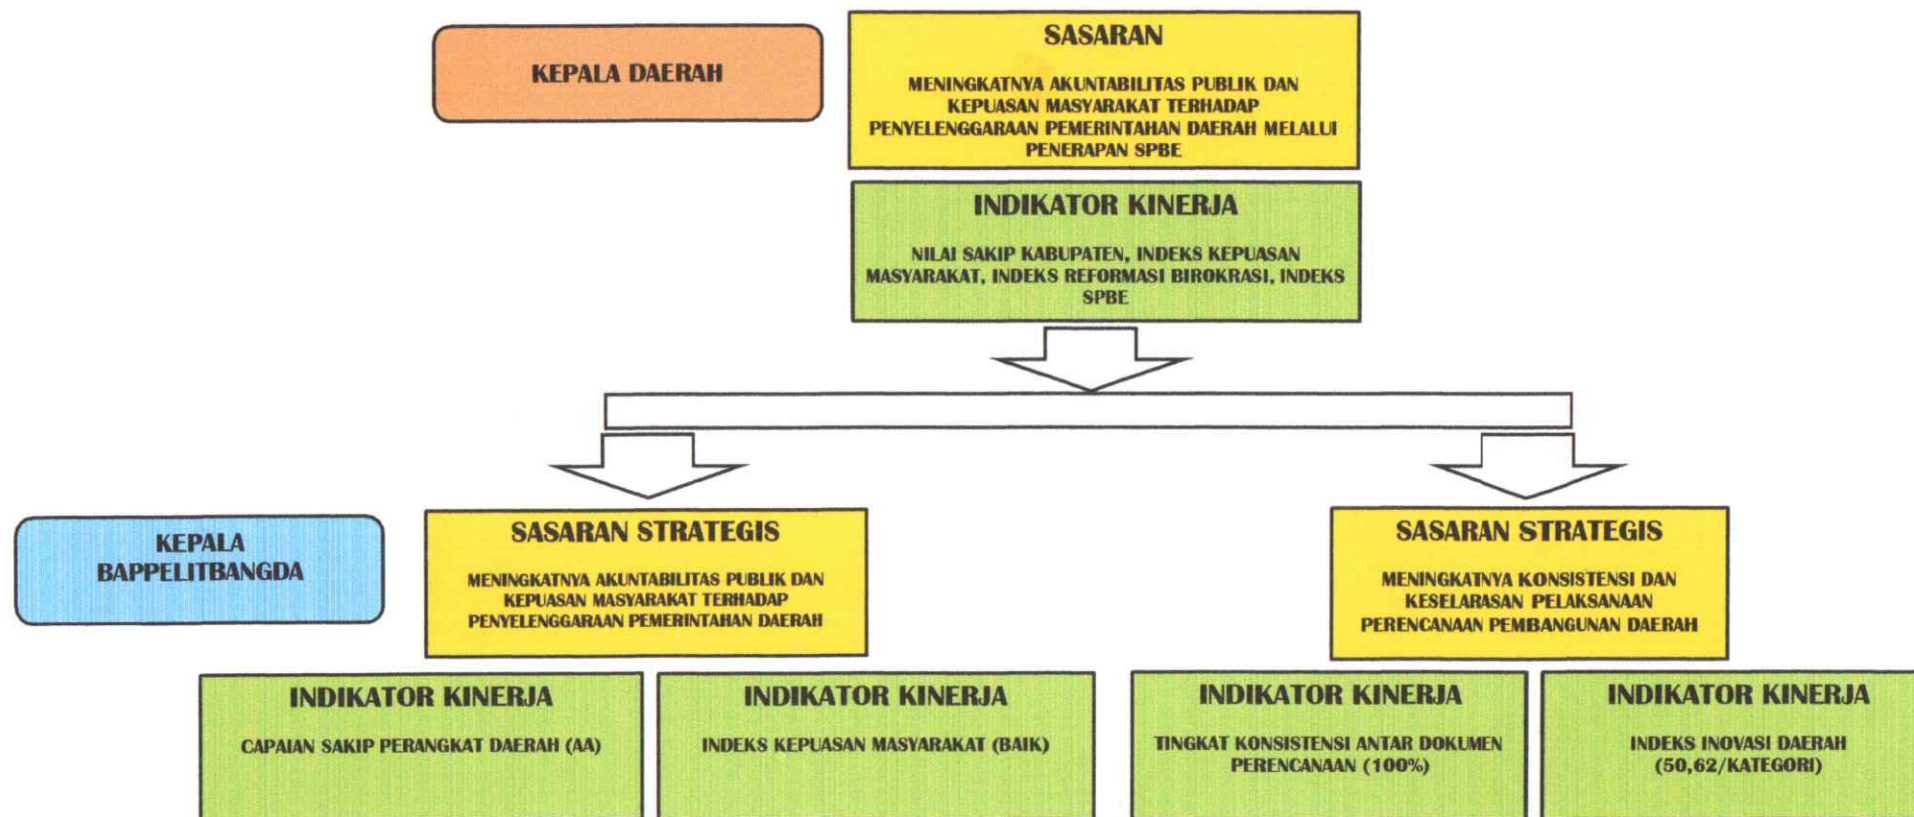 KEPALA DAERAH
SASARAN
MENINGKATNYA AKUNTABILITAS PUBLIK DAN
KEPUASAN MASYARAKAT TERHADAP
PENYELENGGARAAN PEMERINTAHAN DAERAH MELALUI
PENERAPAN SPBE
INDIKATOR KINERJA
NILAI SAKIP KABUPATEN, INDEKS KEPUASAN
MASYARAKAT, INDEKS REFORMASI BIROKRASI, INDEKS
SPBE
KEPALA
BAPPELITBANGDA
SASARAN STRATEGIS
MENINGKATNYA AKUNTABILITAS PUBLIK DAN
KEPUASAN MASYARAKAT TERHADAP
PENYELENGGARAAN PEMERINTAHAN DAERAH
SASARAN STRATEGIS
MENINGKATNYA KONSISTENSI DAN
KESELARASAN PELAKSANAAN
PERENCANAAN PEMBANGUNAN DAERAH
INDIKATOR KINERJA
CAPAIAN SAKIP PERANGKAT DAERAH (AA)
INDIKATOR KINERJA
INDEKS KEPUASAN MASYARAKAT (BAIK)
INDIKATOR KINERJA
TINGKAT KONSISTENSI ANTAR DOKUMEN
PERENCANAAN (100%)
INDIKATOR KINERJA
INDEKS INOVASI DAERAH
(50,62/KATEGORI)